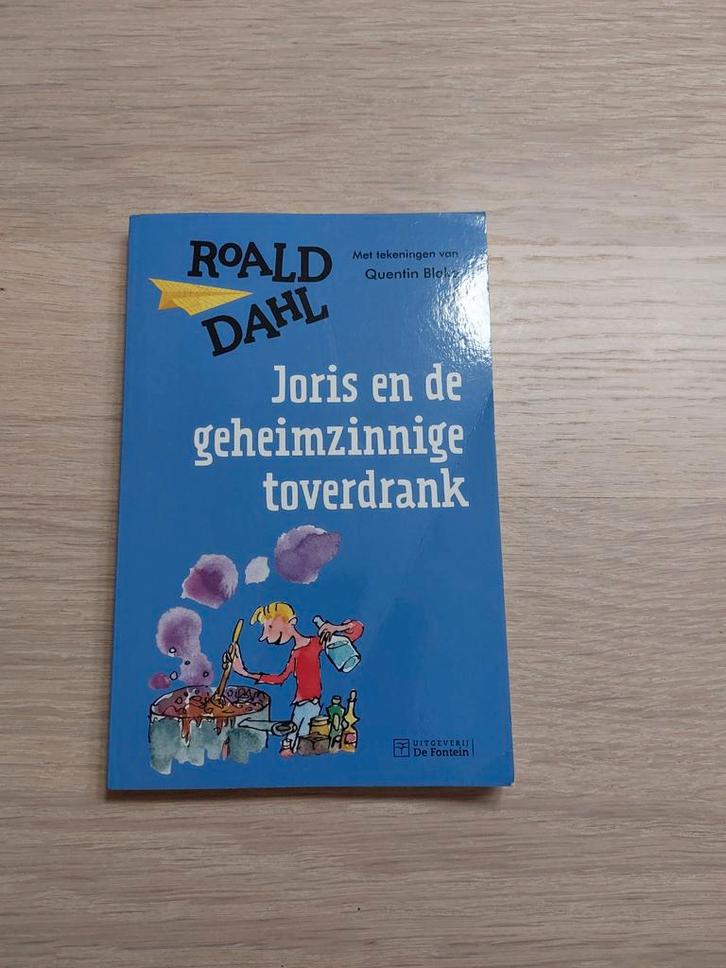 ROALD
DAHL
Met tekeningen van
Quentin Blake
Joris en de
geheimzinnige
toverdrank
UITGEVERIJ
De Fontein